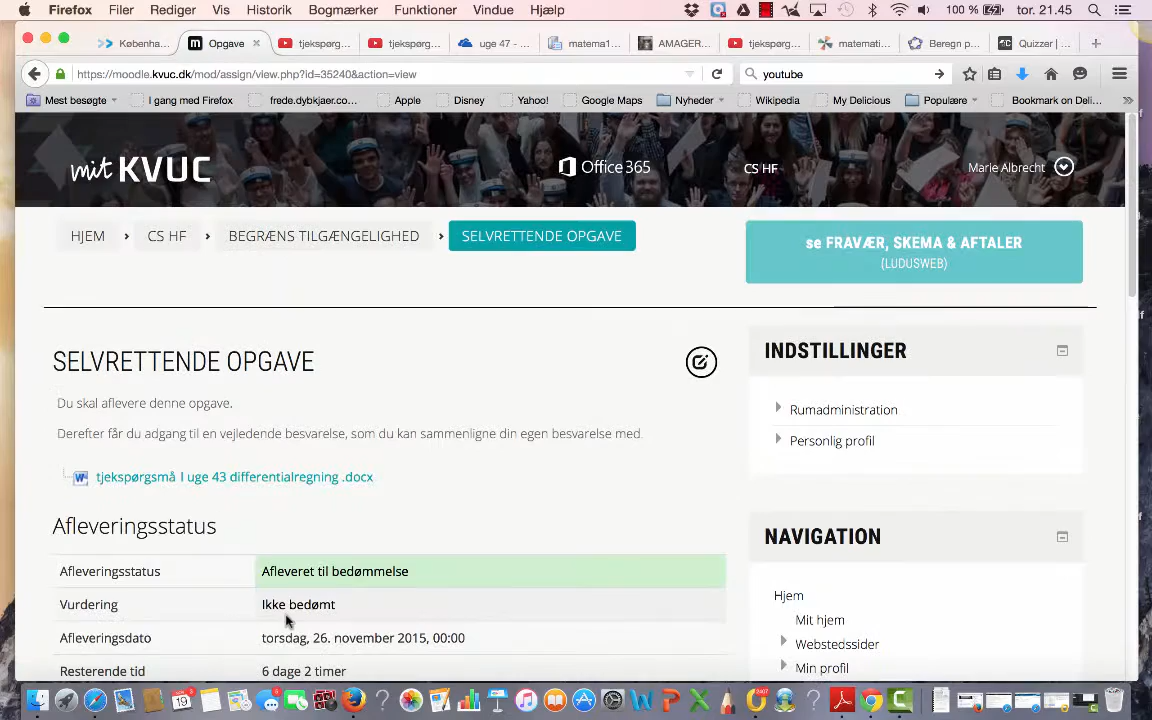 Firefox Filer Rediger Vis Historik Bogmærker Funktioner Vindue Hjælp 100 % tor. 21.45
Københa... Opgave tjekspørg... tjekspørg... uge 47 - ... matema1... AMAGER... tjekspørg... matemati... Beregn p... Quizzer | ...
https://moodle.kvuc.dk/mod/assign/view.php?id=35240&action=view youtube
Mest besøgte I gang med Firefox frede.dybkjaer.co... Apple Disney Yahoo! Google Maps Nyheder Wikipedia My Delicious Populære Bookmark on Deli...
mit KVUC Office 365 CS HF Marie Albrecht
HJEM CS HF BEGRÆNS TILGÆNGELIGHED SELVRETTENDE OPGAVE
se FRAVÆR, SKEMA & AFTALER
(LUDUSWEB)
SELVRETTENDE OPGAVE
Du skal aflevere denne opgave.
Derefter får du adgang til en vejledende besvarelse, som du kan sammenligne din egen besvarelse med.
tjekspørgsmå I uge 43 differentialregning .docx
Afleveringsstatus
Afleveringsstatus Afleveret til bedømmelse
Vurdering Ikke bedømt
Afleveringsdato torsdag, 26. november 2015, 00:00
Resterende tid 6 dage 2 timer
INDSTILLINGER
Rumadministration
Personlig profil
NAVIGATION
Hjem
Mit hjem
Webstedssider
Min profil